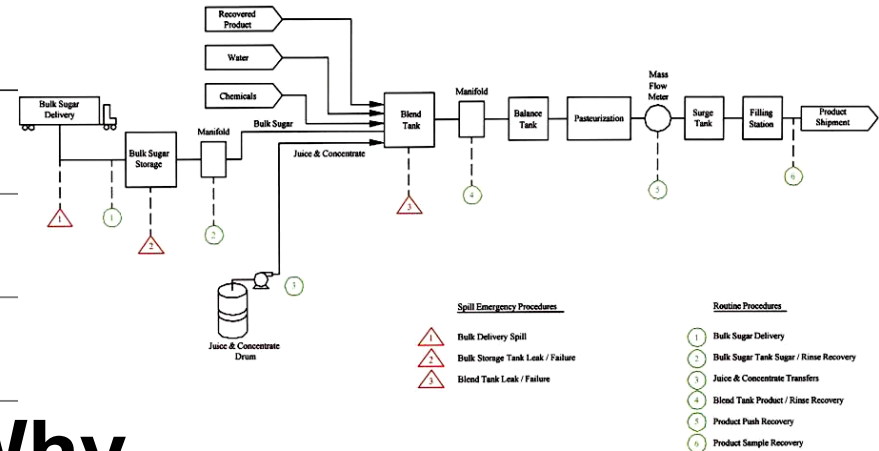 Recovered
Product
Water
Chemicals
Bulk Sugar
Delivery
Bulk Sugar
Storage
Manifold
Bulk Sugar
Juice & Concentrate
Blend
Tank
Manifold
Balance
Tank
Pasteurization
Mass
Flow
Meter
Surge
Tank
Filling
Station
Product
Shipment
1
1
2
2
3
4
5
6
3
Juice & Concentrate
Drum
Spill Emergency Procedures
1 Bulk Delivery Spill
2 Bulk Storage Tank Leak / Failure
3 Blend Tank Leak / Failure
Routine Procedures
1 Bulk Sugar Delivery
2 Bulk Sugar Tank Sugar / Rinse Recovery
3 Juice & Concentrate Transfers
4 Blend Tank Product / Rinse Recovery
5 Product Push Recovery
6 Product Sample Recovery
Why